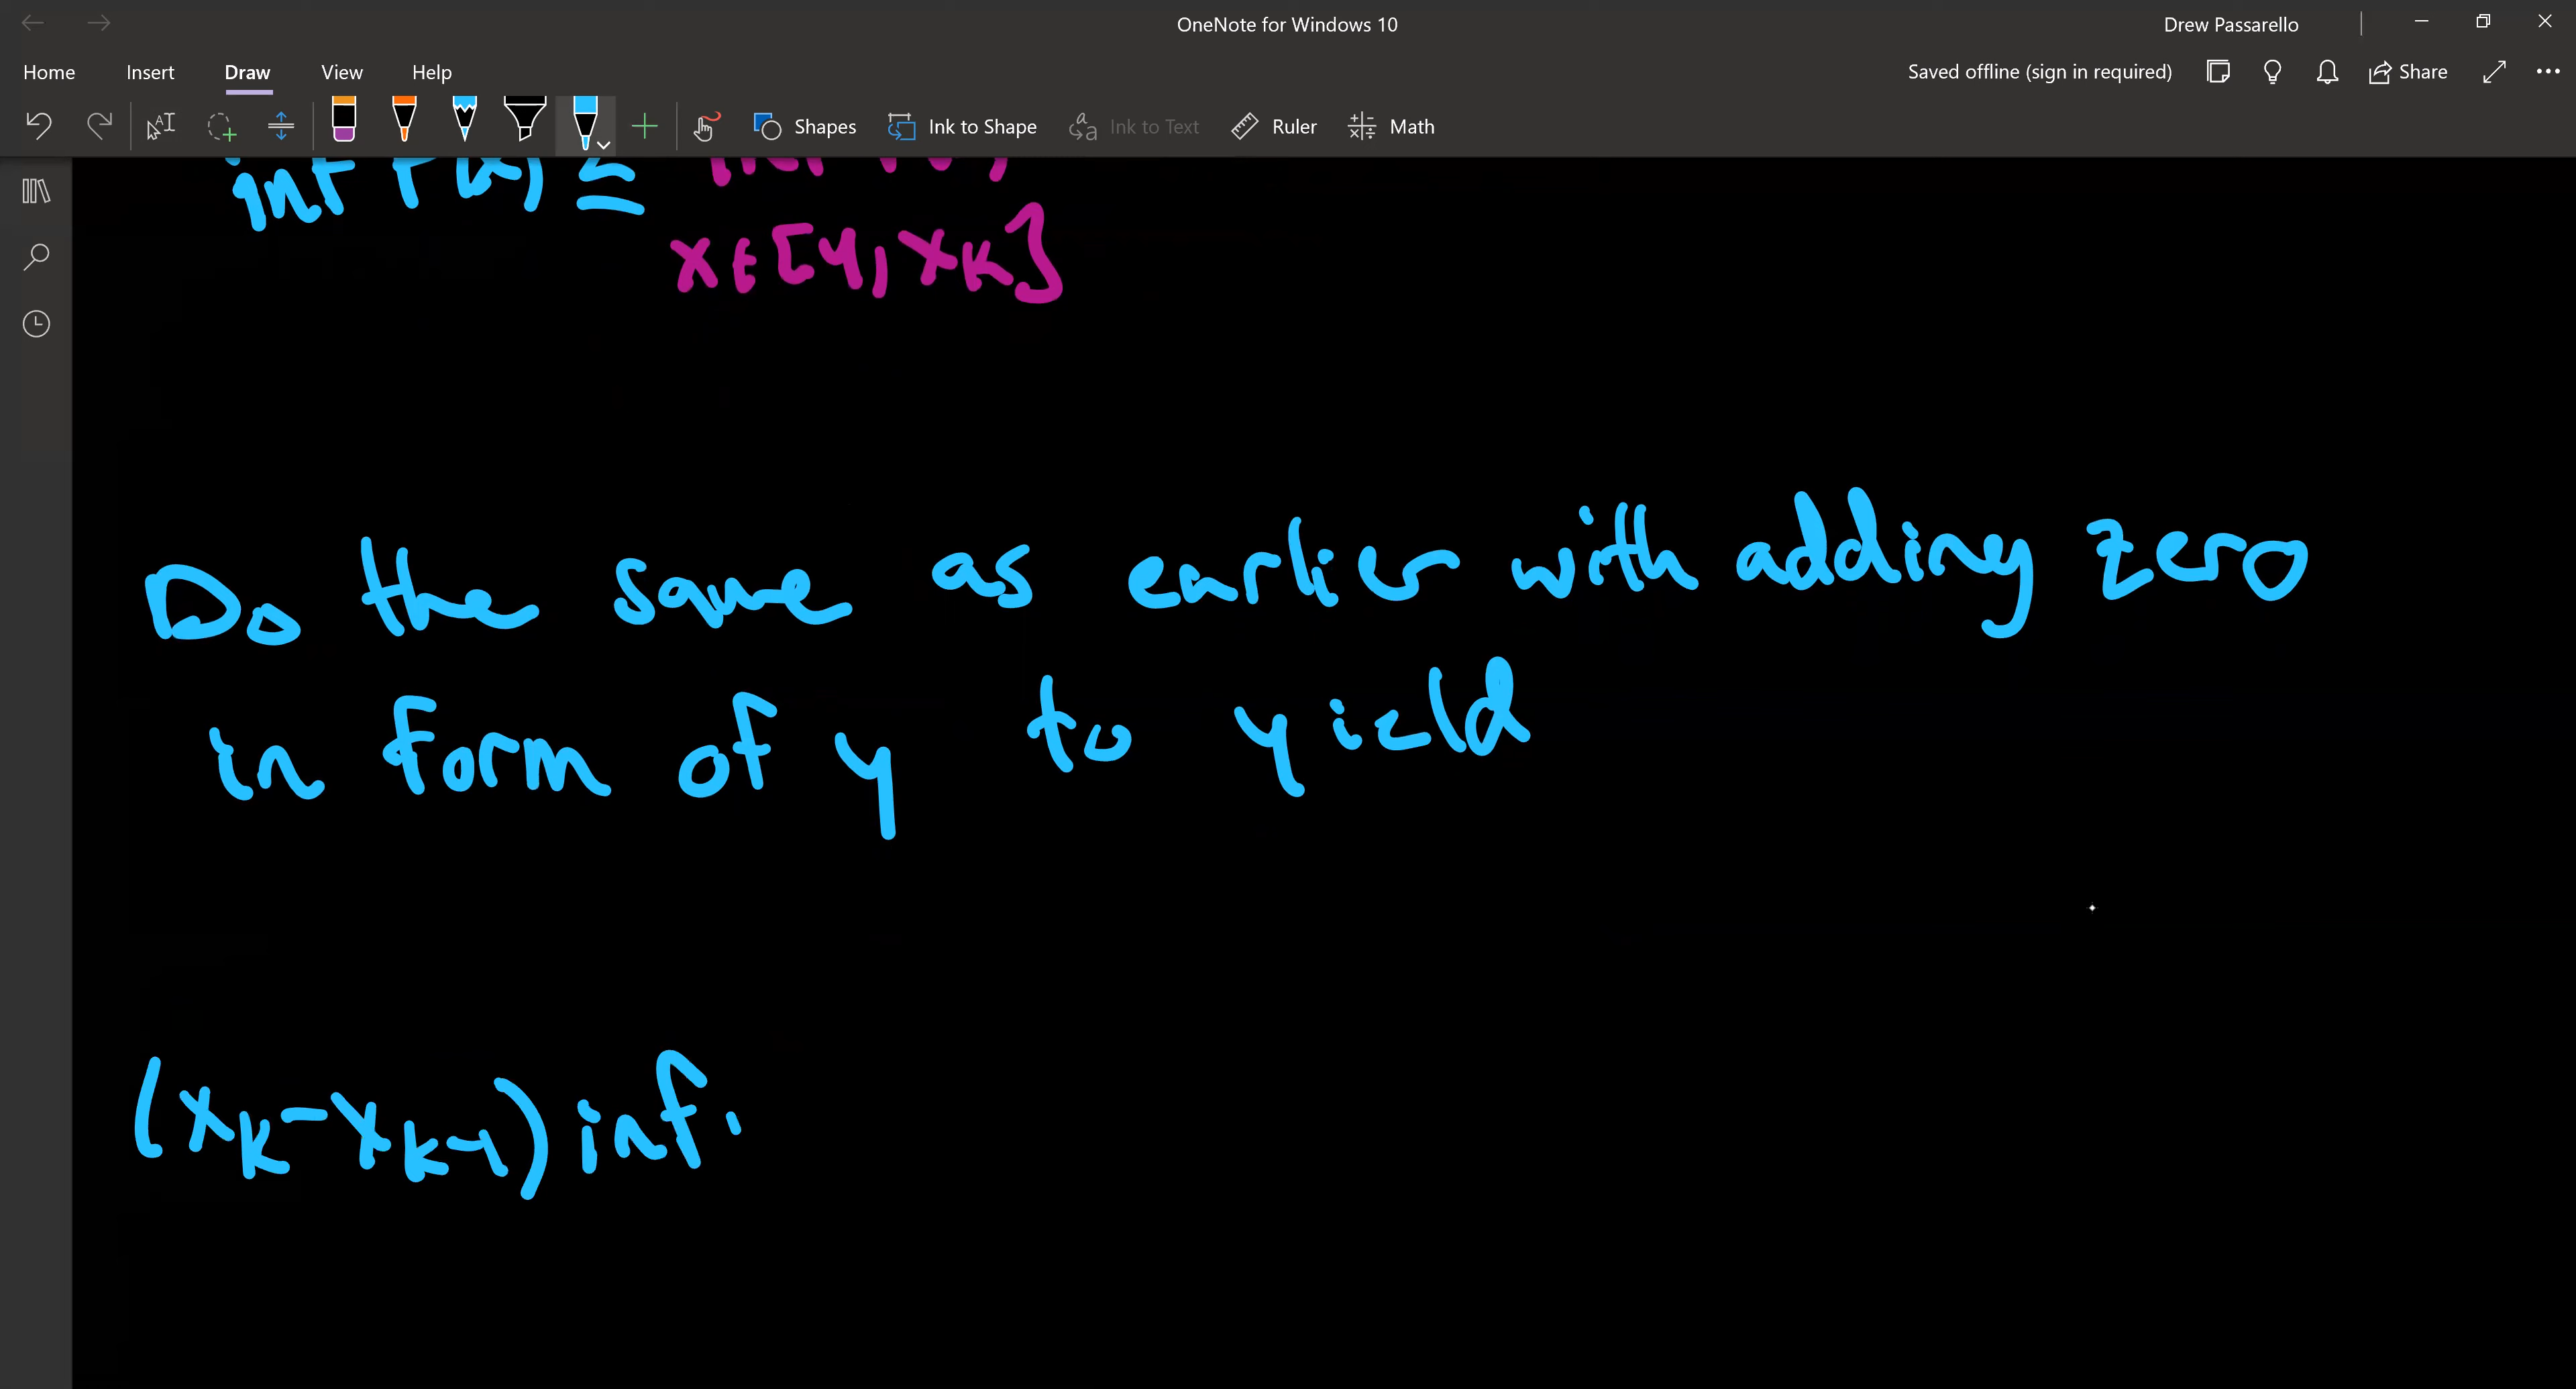 OneNote for Windows 10
Drew Passarello
Home Insert Draw View Help
Saved offline (sign in required) Share
Shapes Ink to Shape Ink to Text Ruler Math
inf f(x) ≤
x∈[y, xₖ]
Do the same as earlier with adding zero
in form of y to yield
(xₖ-xₖ₋₁) inf